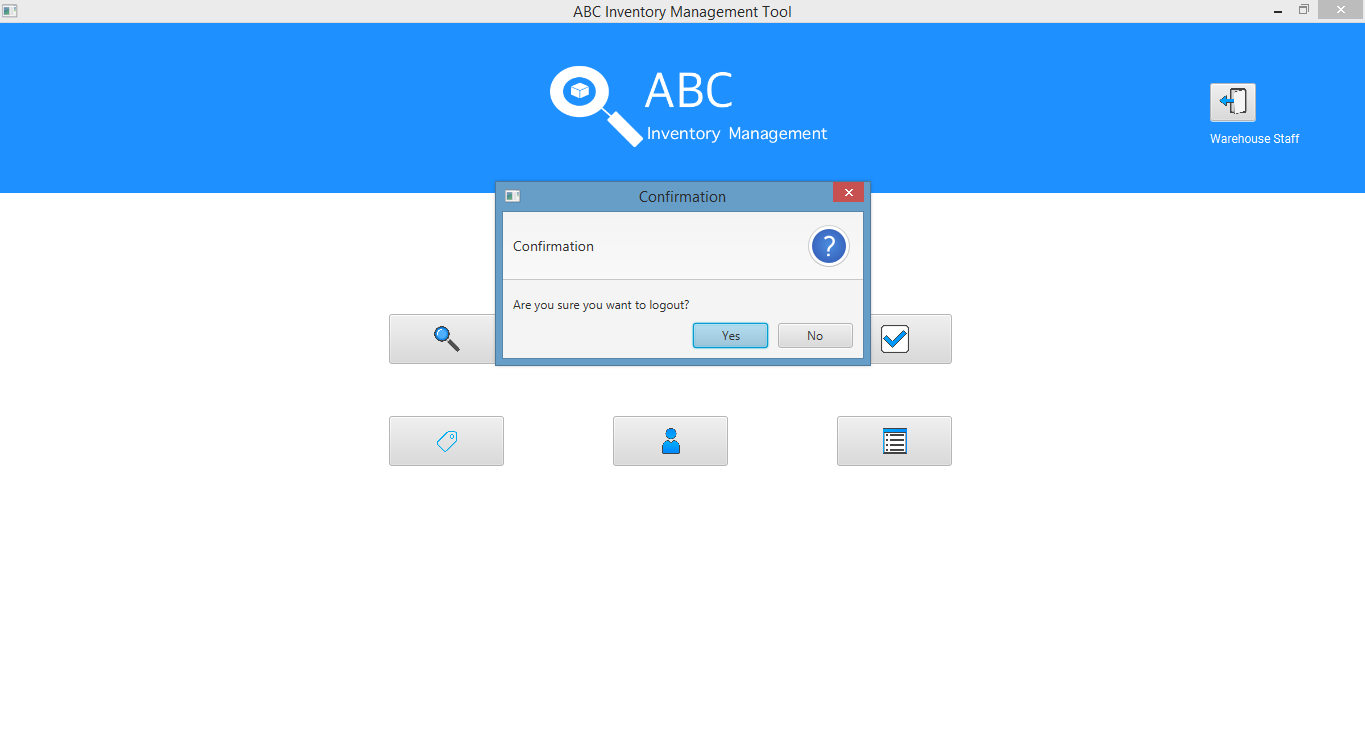 ABC Inventory Management Tool
ABC
Inventory Management
Warehouse Staff
Confirmation
Confirmation
?
Are you sure you want to logout?
Yes
No